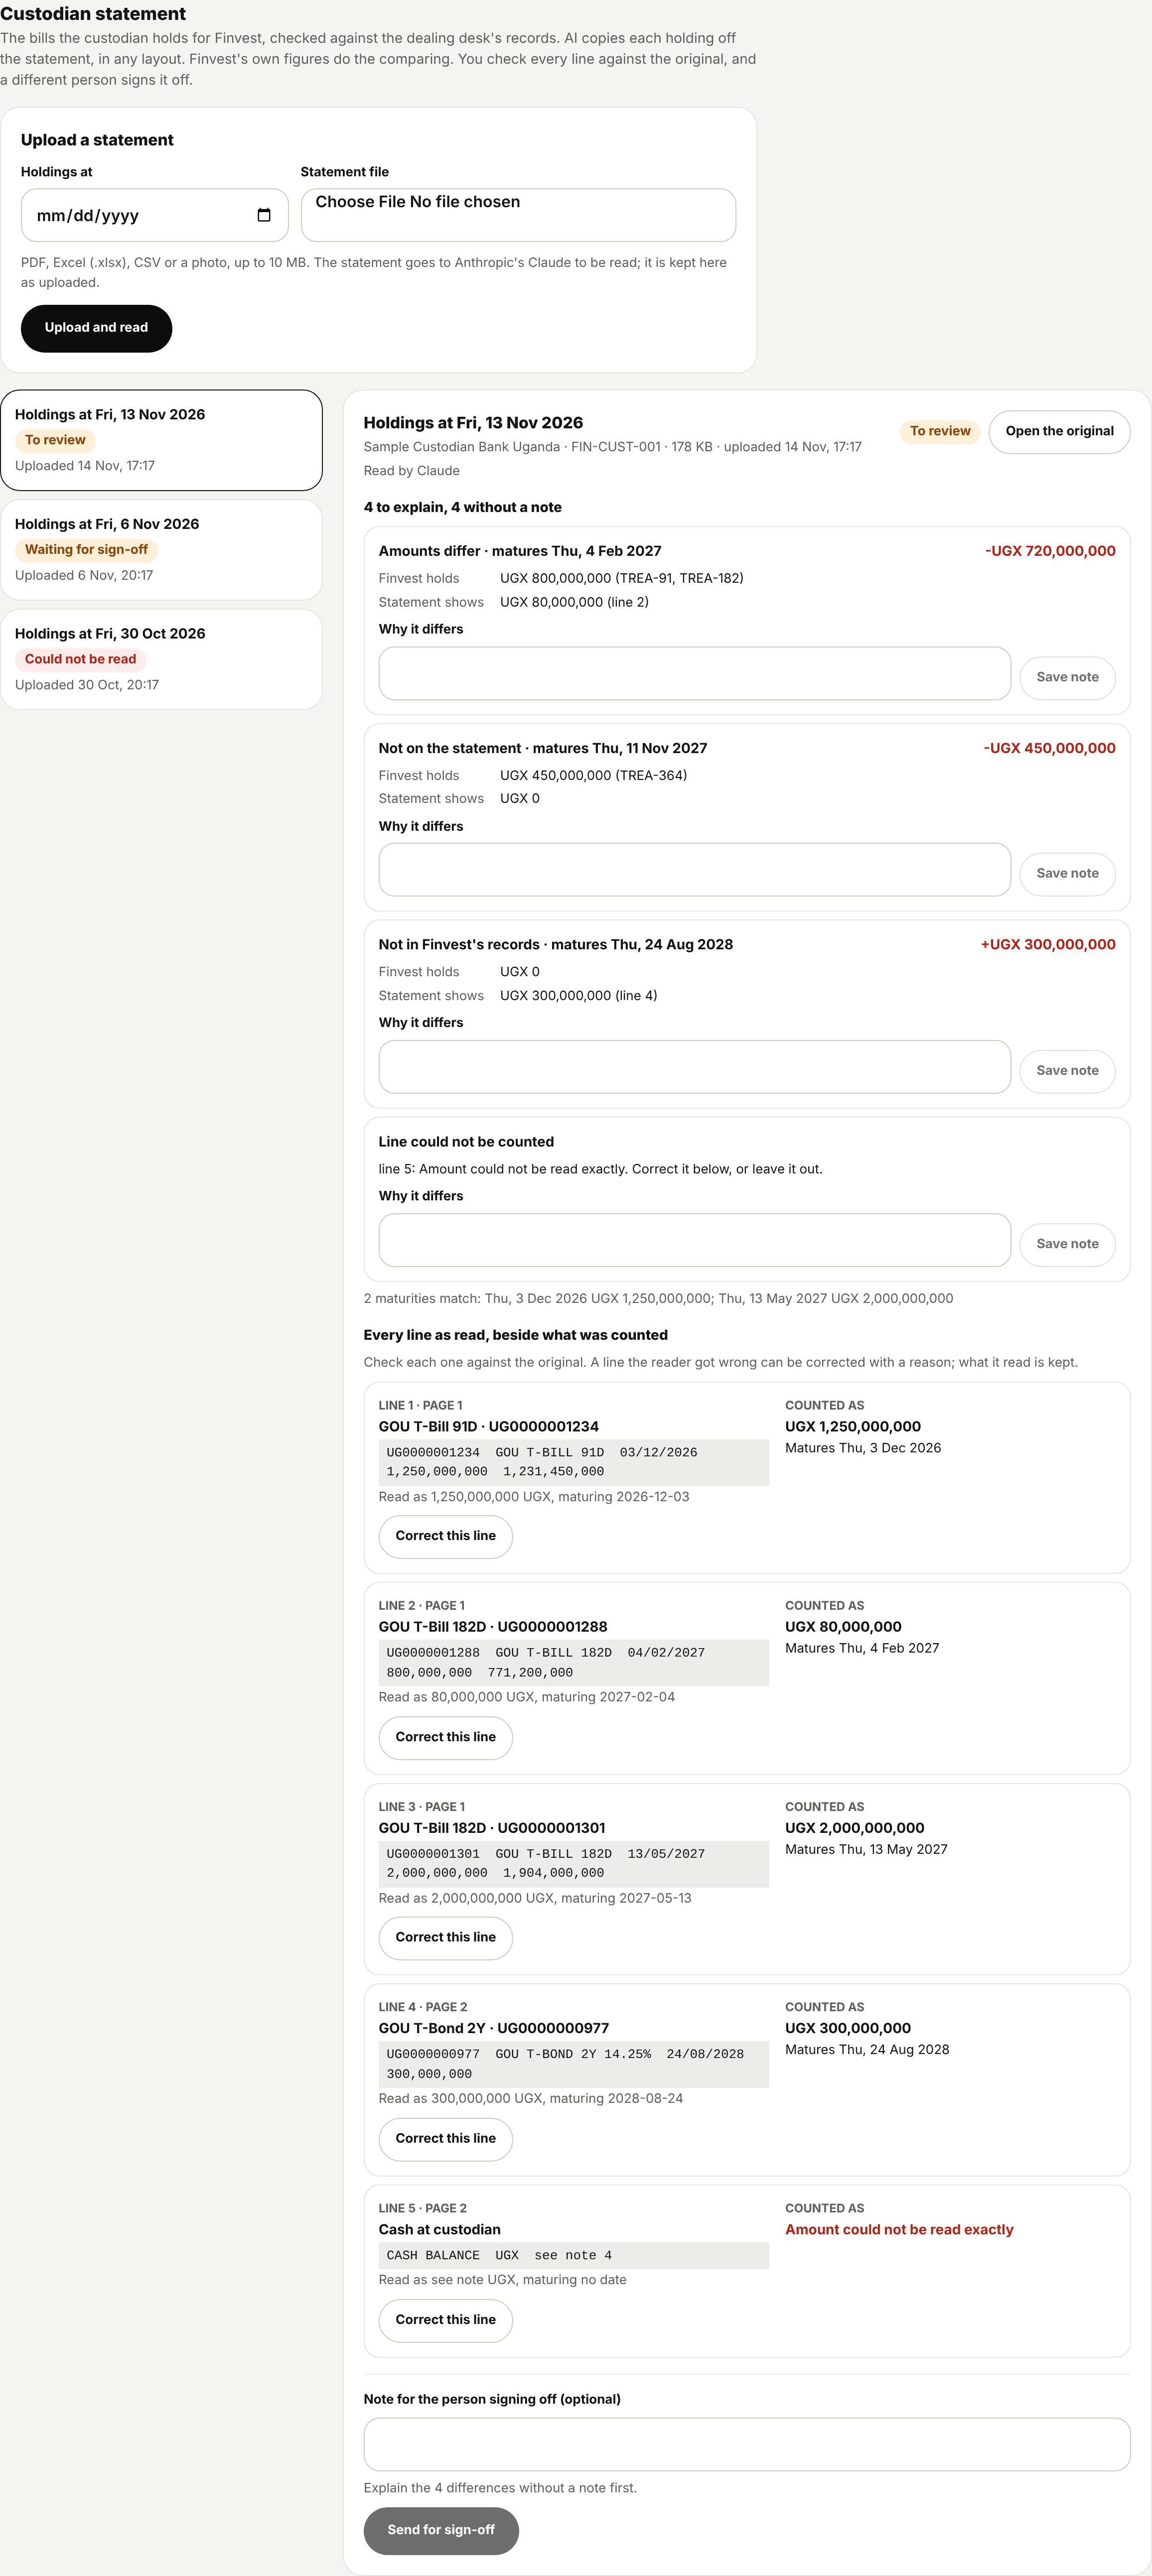 Custodian statement
The bills the custodian holds for Finvest, checked against the dealing desk's records. AI copies each holding off
the statement, in any layout. Finvest's own figures do the comparing. You check every line against the original, and
a different person signs it off.
Upload a statement
Holdings at
Statement file
mm/dd/yyyy
Choose File No file chosen
PDF, Excel (.xlsx), CSV or a photo, up to 10 MB. The statement goes to Anthropic's Claude to be read; it is kept here
as uploaded.
Upload and read
Holdings at Fri, 13 Nov 2026
To review
Uploaded 14 Nov, 17:17
Holdings at Fri, 6 Nov 2026
Waiting for sign-off
Uploaded 6 Nov, 20:17
Holdings at Fri, 30 Oct 2026
Could not be read
Uploaded 30 Oct, 20:17
Holdings at Fri, 13 Nov 2026
Sample Custodian Bank Uganda · FIN-CUST-001 · 178 KB · uploaded 14 Nov, 17:17
Read by Claude
To review
Open the original
4 to explain, 4 without a note
Amounts differ · matures Thu, 4 Feb 2027
-UGX 720,000,000
Finvest holds UGX 800,000,000 (TREA-91, TREA-182)
Statement shows UGX 80,000,000 (line 2)
Why it differs
Save note
Not on the statement · matures Thu, 11 Nov 2027
-UGX 450,000,000
Finvest holds UGX 450,000,000 (TREA-364)
Statement shows UGX 0
Why it differs
Save note
Not in Finvest's records · matures Thu, 24 Aug 2028
+UGX 300,000,000
Finvest holds UGX 0
Statement shows UGX 300,000,000 (line 4)
Why it differs
Save note
Line could not be counted
line 5: Amount could not be read exactly. Correct it below, or leave it out.
Why it differs
Save note
2 maturities match: Thu, 3 Dec 2026 UGX 1,250,000,000; Thu, 13 May 2027 UGX 2,000,000,000
Every line as read, beside what was counted
Check each one against the original. A line the reader got wrong can be corrected with a reason; what it read is kept.
LINE 1 · PAGE 1
GOU T-Bill 91D · UG0000001234
UG0000001234 GOU T-BILL 91D 03/12/2026
1,250,000,000 1,231,450,000
Read as 1,250,000,000 UGX, maturing 2026-12-03
Correct this line
COUNTED AS
UGX 1,250,000,000
Matures Thu, 3 Dec 2026
LINE 2 · PAGE 1
GOU T-Bill 182D · UG0000001288
UG0000001288 GOU T-BILL 182D 04/02/2027
800,000,000 771,200,000
Read as 80,000,000 UGX, maturing 2027-02-04
Correct this line
COUNTED AS
UGX 80,000,000
Matures Thu, 4 Feb 2027
LINE 3 · PAGE 1
GOU T-Bill 182D · UG0000001301
UG0000001301 GOU T-BILL 182D 13/05/2027
2,000,000,000 1,904,000,000
Read as 2,000,000,000 UGX, maturing 2027-05-13
Correct this line
COUNTED AS
UGX 2,000,000,000
Matures Thu, 13 May 2027
LINE 4 · PAGE 2
GOU T-Bond 2Y · UG0000000977
UG0000000977 GOU T-BOND 2Y 14.25% 24/08/2028
300,000,000
Read as 300,000,000 UGX, maturing 2028-08-24
Correct this line
COUNTED AS
UGX 300,000,000
Matures Thu, 24 Aug 2028
LINE 5 · PAGE 2
Cash at custodian
CASH BALANCE UGX see note 4
Read as see note UGX, maturing no date
Correct this line
COUNTED AS
Amount could not be read exactly
Note for the person signing off (optional)
Explain the 4 differences without a note first.
Send for sign-off